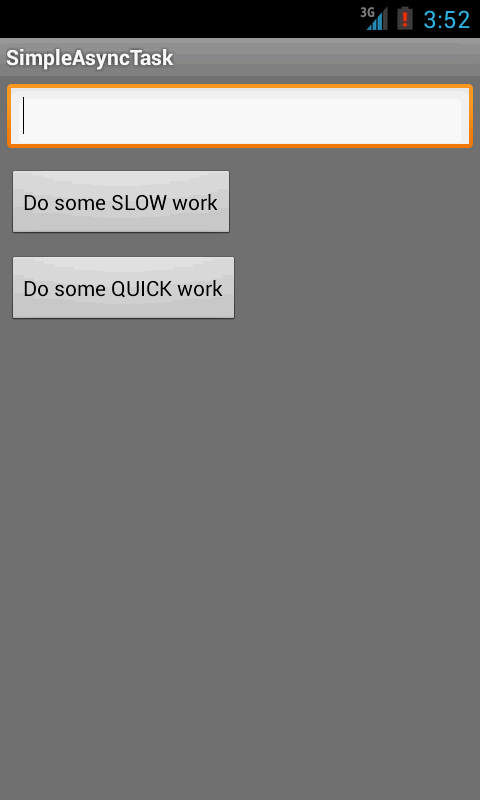 3G 3:52
SimpleAsyncTask
Do some SLOW work
Do some QUICK work